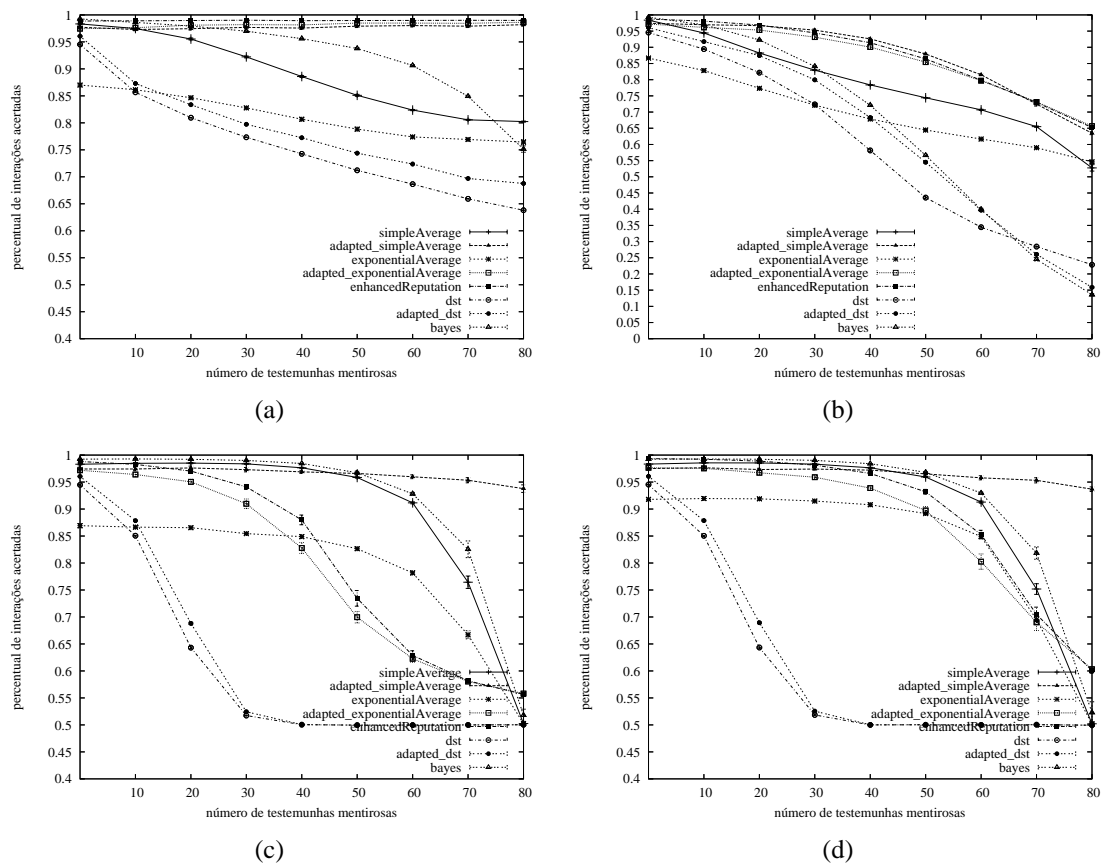 1
0.95
0.9
0.85
0.8
0.75
0.7
0.65
0.6
0.55
0.5
0.45
0.4
percentual de interações acertadas
simpleAverage
adapted_simpleAverage
exponentialAverage
adapted_exponentialAverage
enhancedReputation
dst
adapted_dst
bayes
10 20 30 40 50 60 70 80
número de testemunhas mentirosas
(a)
1
0.95
0.9
0.85
0.8
0.75
0.7
0.65
0.6
0.55
0.5
0.45
0.4
0.35
0.3
0.25
0.2
0.15
0.1
0.05
0
percentual de interações acertadas
simpleAverage
adapted_simpleAverage
exponentialAverage
adapted_exponentialAverage
enhancedReputation
dst
adapted_dst
bayes
10 20 30 40 50 60 70 80
número de testemunhas mentirosas
(b)
1
0.95
0.9
0.85
0.8
0.75
0.7
0.65
0.6
0.55
0.5
0.45
0.4
percentual de interações acertadas
simpleAverage
adapted_simpleAverage
exponentialAverage
adapted_exponentialAverage
enhancedReputation
dst
adapted_dst
bayes
10 20 30 40 50 60 70 80
número de testemunhas mentirosas
(c)
1
0.95
0.9
0.85
0.8
0.75
0.7
0.65
0.6
0.55
0.5
0.45
0.4
percentual de interações acertadas
simpleAverage
adapted_simpleAverage
exponentialAverage
adapted_exponentialAverage
enhancedReputation
dst
adapted_dst
bayes
10 20 30 40 50 60 70 80
número de testemunhas mentirosas
(d)